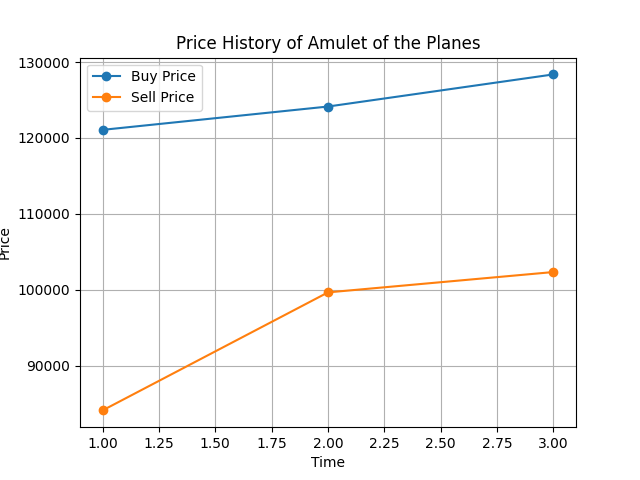 Price History of Amulet of the Planes
Buy Price
Sell Price
130000
120000
110000
100000
90000
Price
1.00 1.25 1.50 1.75 2.00 2.25 2.50 2.75 3.00
Time